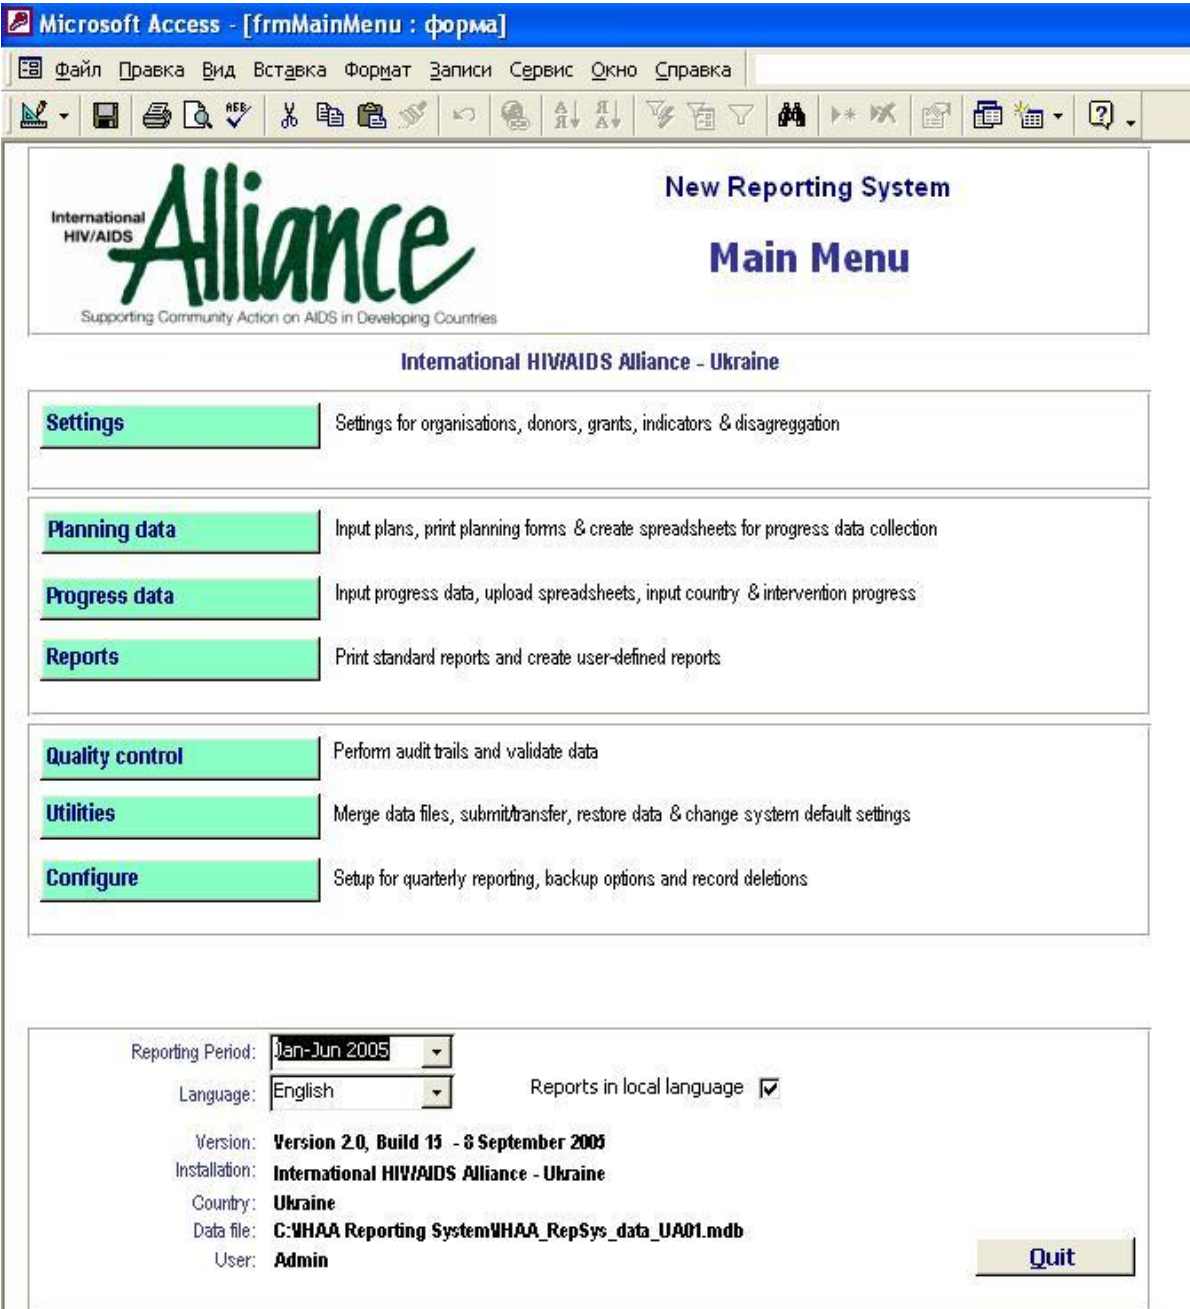 Microsoft Access - [frmMainMenu : форма]
Файл Правка Вид Вставка Формат Записи Сервис Окно Справка
International
HIV/AIDS
Alliance
Supporting Community Action on AIDS in Developing Countries
New Reporting System
Main Menu
International HIV/AIDS Alliance - Ukraine
Settings Settings for organisations, donors, grants, indicators & disagreggation
Planning data Input plans, print planning forms & create spreadsheets for progress data collection
Progress data Input progress data, upload spreadsheets, input country & intervention progress
Reports Print standard reports and create user-defined reports
Quality control Perform audit trails and validate data
Utilities Merge data files, submit/transfer, restore data & change system default settings
Configure Setup for quarterly reporting, backup options and record deletions
Reporting Period: Jan-Jun 2005
Language: English Reports in local language
Version: Version 2.0, Build 15 - 8 September 2005
Installation: International HIV/AIDS Alliance - Ukraine
Country: Ukraine
Data file: C:\IHAA Reporting System\IHAA_RepSys_data_UA01.mdb
User: Admin
Quit